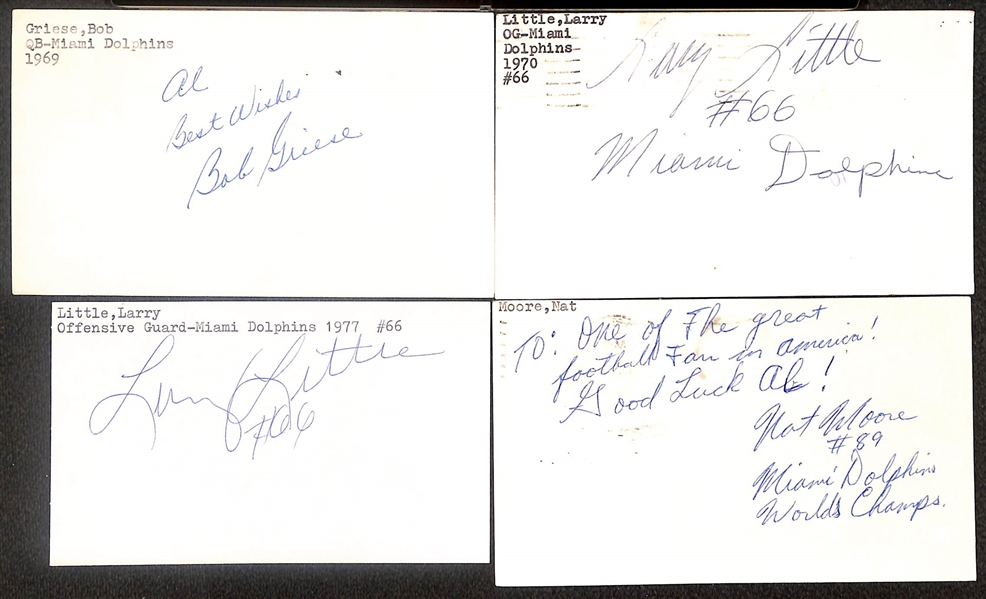 Griese,Bob
QB-Miami Dolphins
1969
Al
Best Wishes
Bob Griese
Little,Larry
OG-Miami
Dolphins
1970
#66
Larry Little
#66
Miami Dolphins
Little,Larry
Offensive Guard-Miami Dolphins 1977 #66
Larry Little
#66
Moore,Nat
TO: One of The great
football Fan in america!
Good Luck Al!
Nat Moore
#89
Miami Dolphins
Worlds Champs.